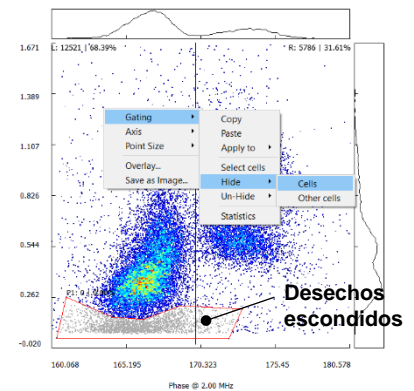 1.671
L: 12521 | 68.39%
R: 5786 | 31.61%
1.389
Gating
Copy
Axis
Paste
Point Size
Apply to
1.107
Overlay...
Select cells
Save as Image...
Hide
Cells
0.826
Un-Hide
Other cells
Statistics
0.544
0.262
Desechos
escondidos
-0.020
160.068
165.195
170.323
175.45
180.578
Phase @ 2.00 MHz